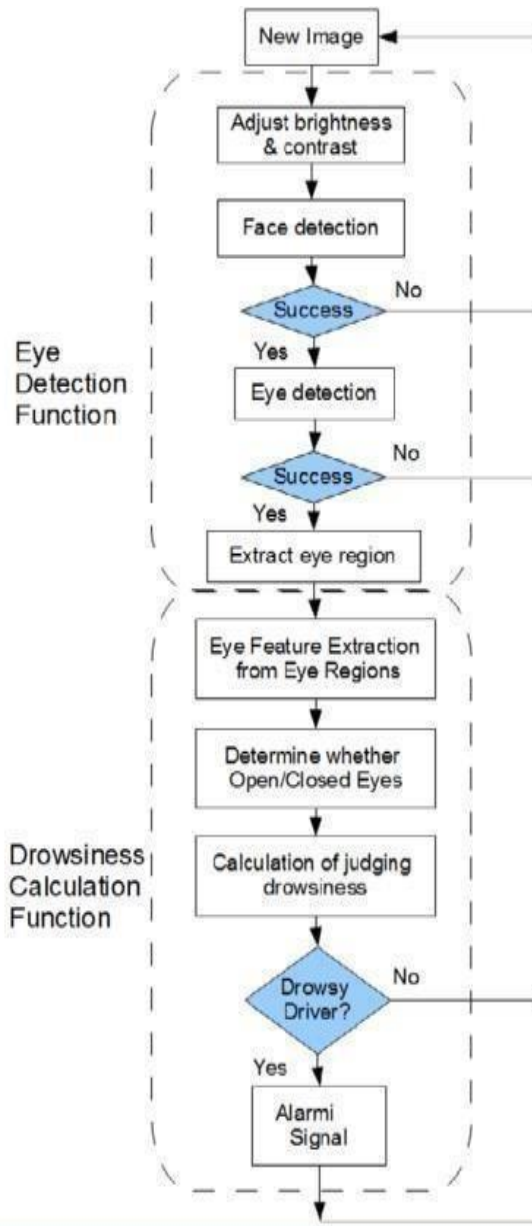 New Image
Adjust brightness
& contrast
Face detection
Success
No
Yes
Eye
Detection
Function
Eye detection
Success
No
Yes
Extract eye region
Eye Feature Extraction
from Eye Regions
Determine whether
Open/Closed Eyes
Drowsiness
Calculation
Function
Calculation of judging
drowsiness
Drowsy
Driver?
No
Yes
Alarmi
Signal